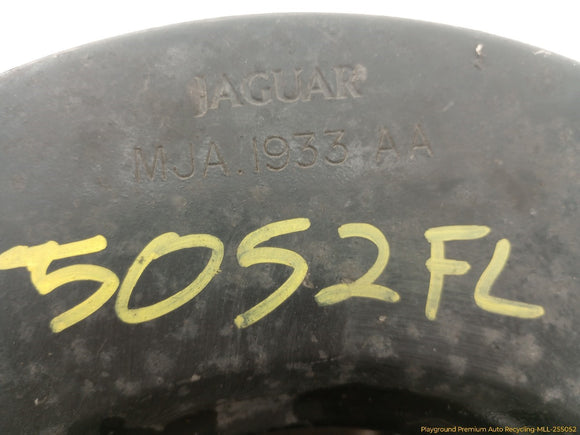 JAGUAR
MJA.1933 AA
5052FL
Playground Premium Auto Recycling-MLL-255052